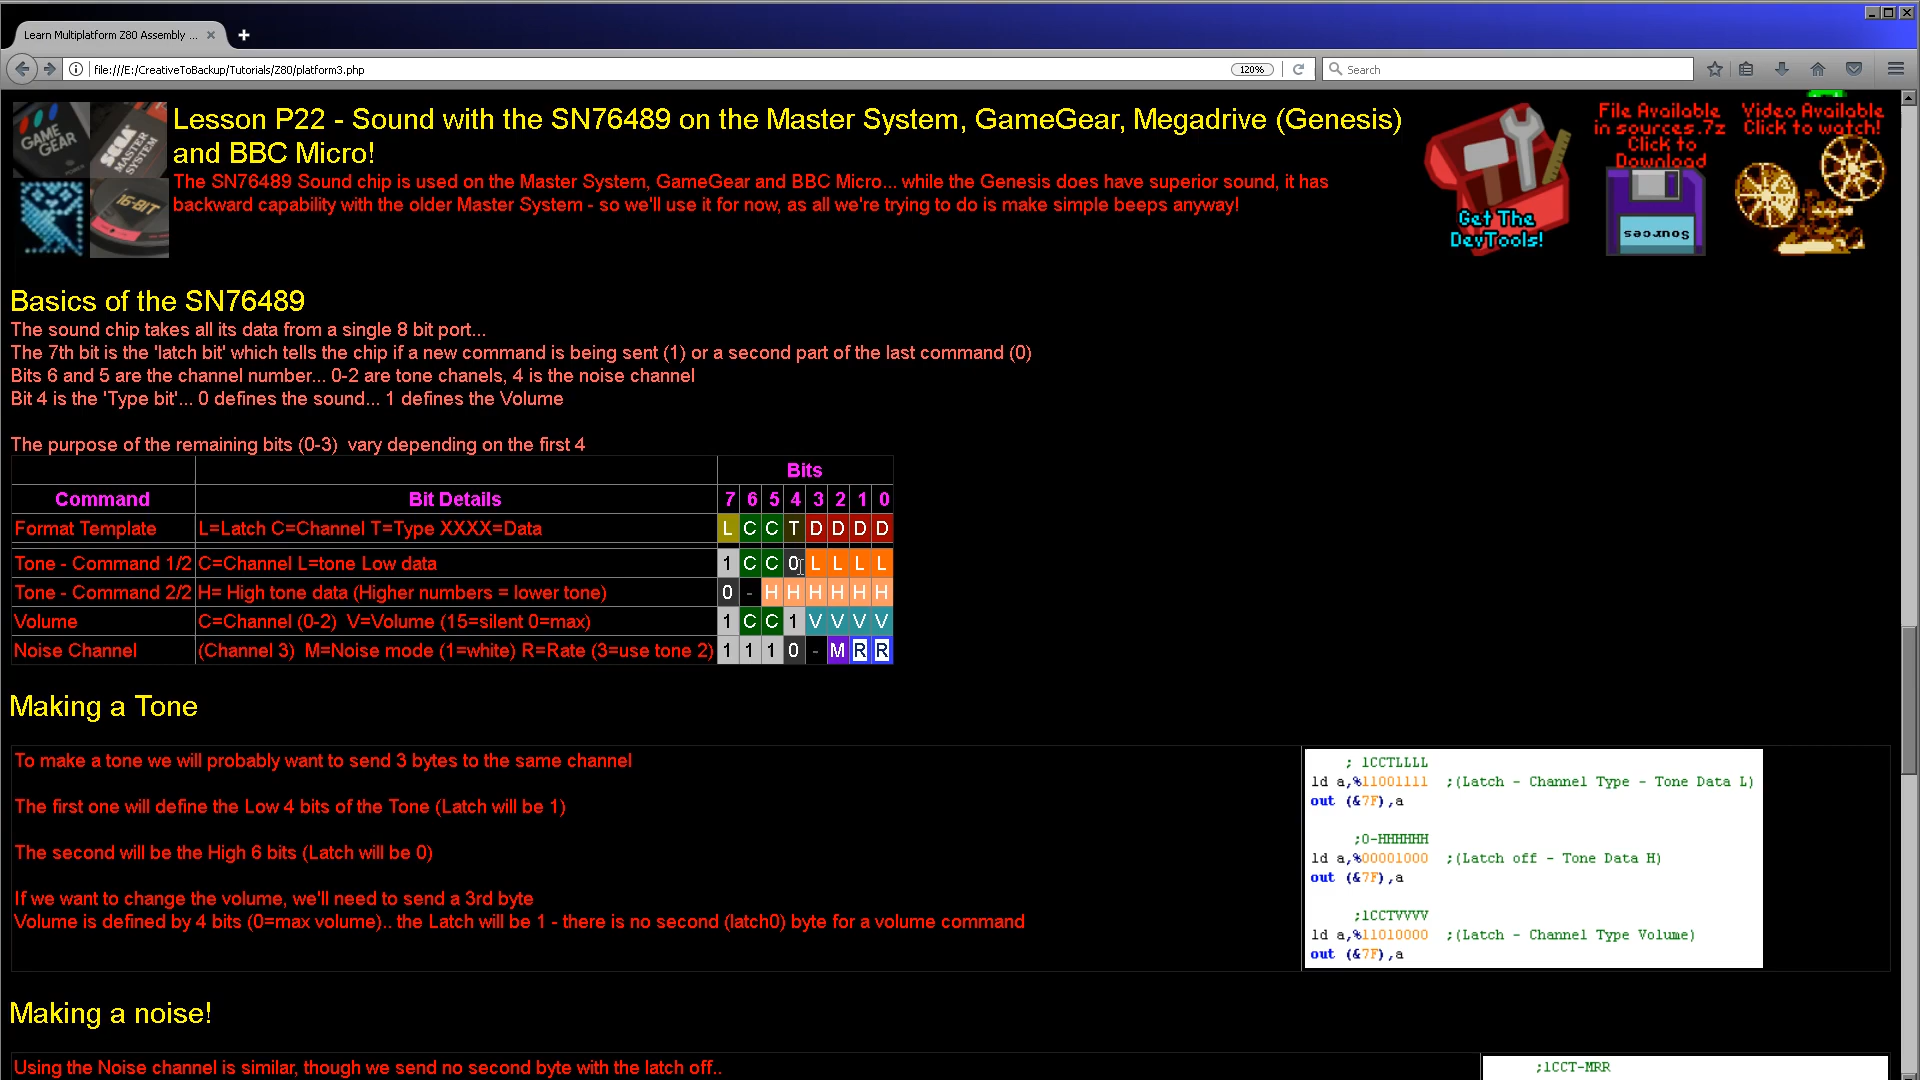 Learn Multiplatform Z80 Assembly ...
file:///E:/CreativeToBackup/Tutorials/Z80/platform3.php
120%
Search
GAME GEAR
SEGA
MASTER SYSTEM
16-BIT
Lesson P22 - Sound with the SN76489 on the Master System, GameGear, Megadrive (Genesis)
and BBC Micro!
The SN76489 Sound chip is used on the Master System, GameGear and BBC Micro... while the Genesis does have superior sound, it has
backward capability with the older Master System - so we'll use it for now, as all we're trying to do is make simple beeps anyway!
Get The
DevTools!
File Available
in sources.7z
Click to
Download
Sources
Video Available
Click to watch!
Basics of the SN76489
The sound chip takes all its data from a single 8 bit port...
The 7th bit is the 'latch bit' which tells the chip if a new command is being sent (1) or a second part of the last command (0)
Bits 6 and 5 are the channel number... 0-2 are tone chanels, 4 is the noise channel
Bit 4 is the 'Type bit'... 0 defines the sound... 1 defines the Volume
The purpose of the remaining bits (0-3) vary depending on the first 4
Bits
Command Bit Details 7 6 5 4 3 2 1 0
Format Template L=Latch C=Channel T=Type XXXX=Data L C C T D D D D
Tone - Command 1/2 C=Channel L=tone Low data 1 C C 0 L L L L
Tone - Command 2/2 H= High tone data (Higher numbers = lower tone) 0 - H H H H H H
Volume C=Channel (0-2) V=Volume (15=silent 0=max) 1 C C 1 V V V V
Noise Channel (Channel 3) M=Noise mode (1=white) R=Rate (3=use tone 2) 1 1 1 0 - M R R
Making a Tone
To make a tone we will probably want to send 3 bytes to the same channel
The first one will define the Low 4 bits of the Tone (Latch will be 1)
The second will be the High 6 bits (Latch will be 0)
If we want to change the volume, we'll need to send a 3rd byte
Volume is defined by 4 bits (0=max volume).. the Latch will be 1 - there is no second (latch0) byte for a volume command
; 1CCTLLLL
ld a,%11001111 ;(Latch - Channel Type - Tone Data L)
out (&7F),a
;0-HHHHHH
ld a,%00001000 ;(Latch off - Tone Data H)
out (&7F),a
;1CCTVVVV
ld a,%11010000 ;(Latch - Channel Type Volume)
out (&7F),a
Making a noise!
Using the Noise channel is similar, though we send no second byte with the latch off..
;1CCT-MRR